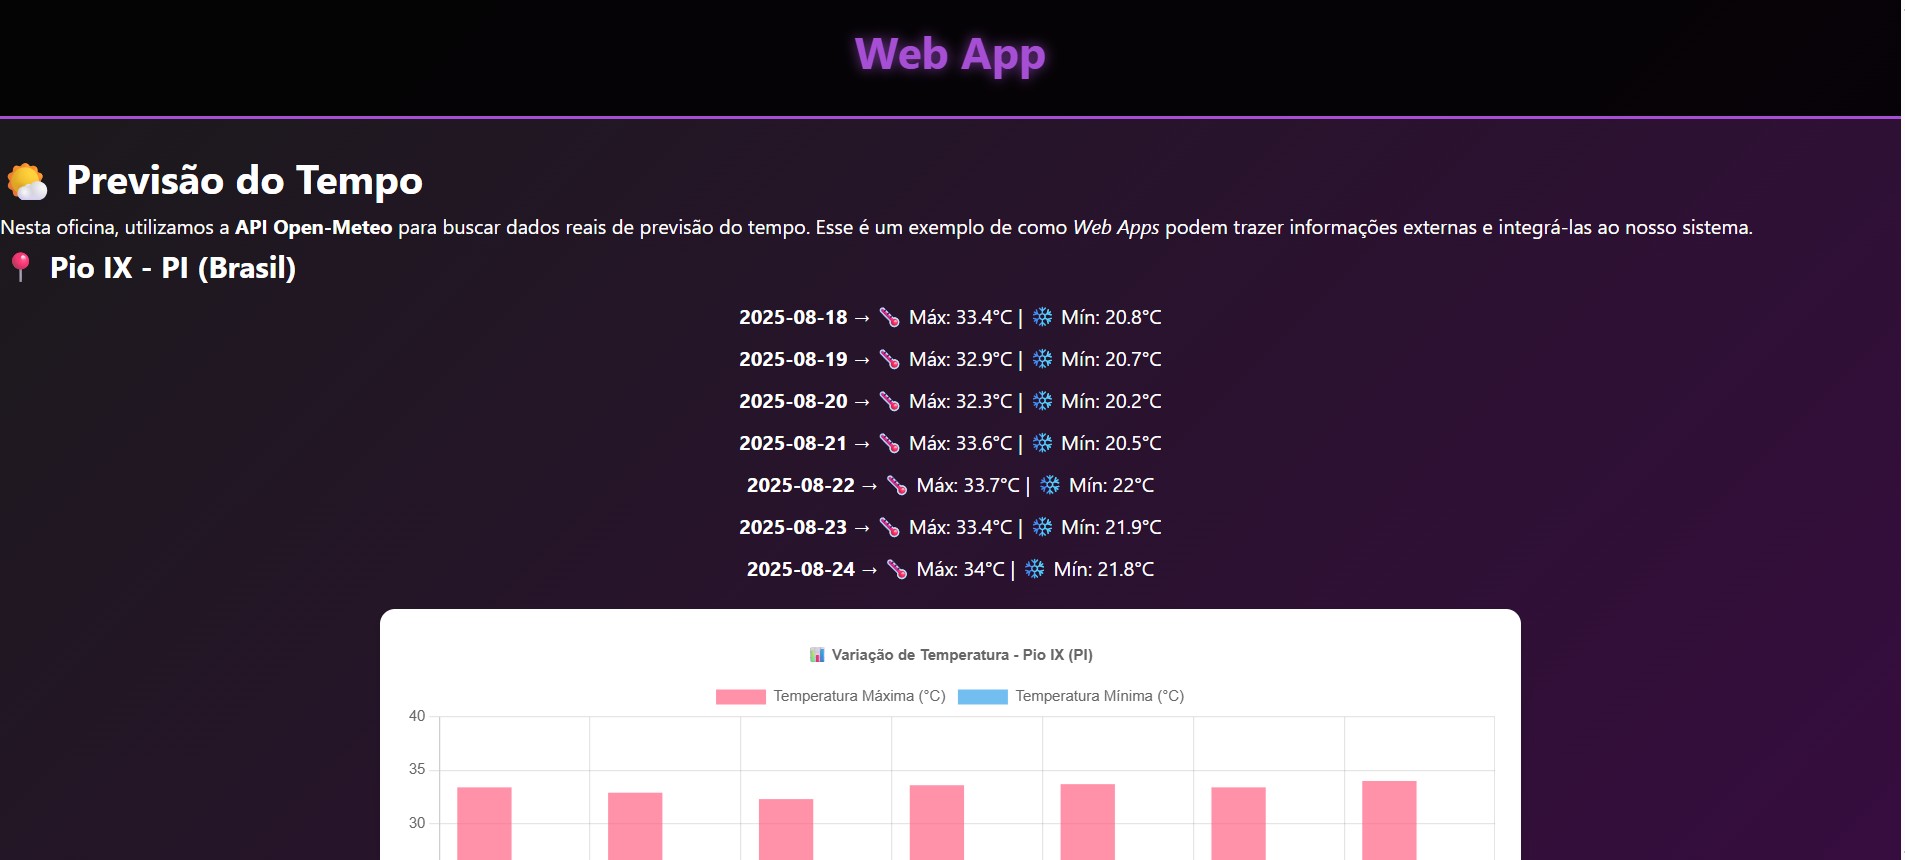 Web App
🌤️ Previsão do Tempo
Nesta oficina, utilizamos a API Open-Meteo para buscar dados reais de previsão do tempo. Esse é um exemplo de como Web Apps podem trazer informações externas e integrá-las ao nosso sistema.
📍 Pio IX - PI (Brasil)
2025-08-18 → 🌡️ Máx: 33.4°C | ❄️ Mín: 20.8°C
2025-08-19 → 🌡️ Máx: 32.9°C | ❄️ Mín: 20.7°C
2025-08-20 → 🌡️ Máx: 32.3°C | ❄️ Mín: 20.2°C
2025-08-21 → 🌡️ Máx: 33.6°C | ❄️ Mín: 20.5°C
2025-08-22 → 🌡️ Máx: 33.7°C | ❄️ Mín: 22°C
2025-08-23 → 🌡️ Máx: 33.4°C | ❄️ Mín: 21.9°C
2025-08-24 → 🌡️ Máx: 34°C | ❄️ Mín: 21.8°C
📊 Variação de Temperatura - Pio IX (PI)
Temperatura Máxima (°C) Temperatura Mínima (°C)
40
35
30